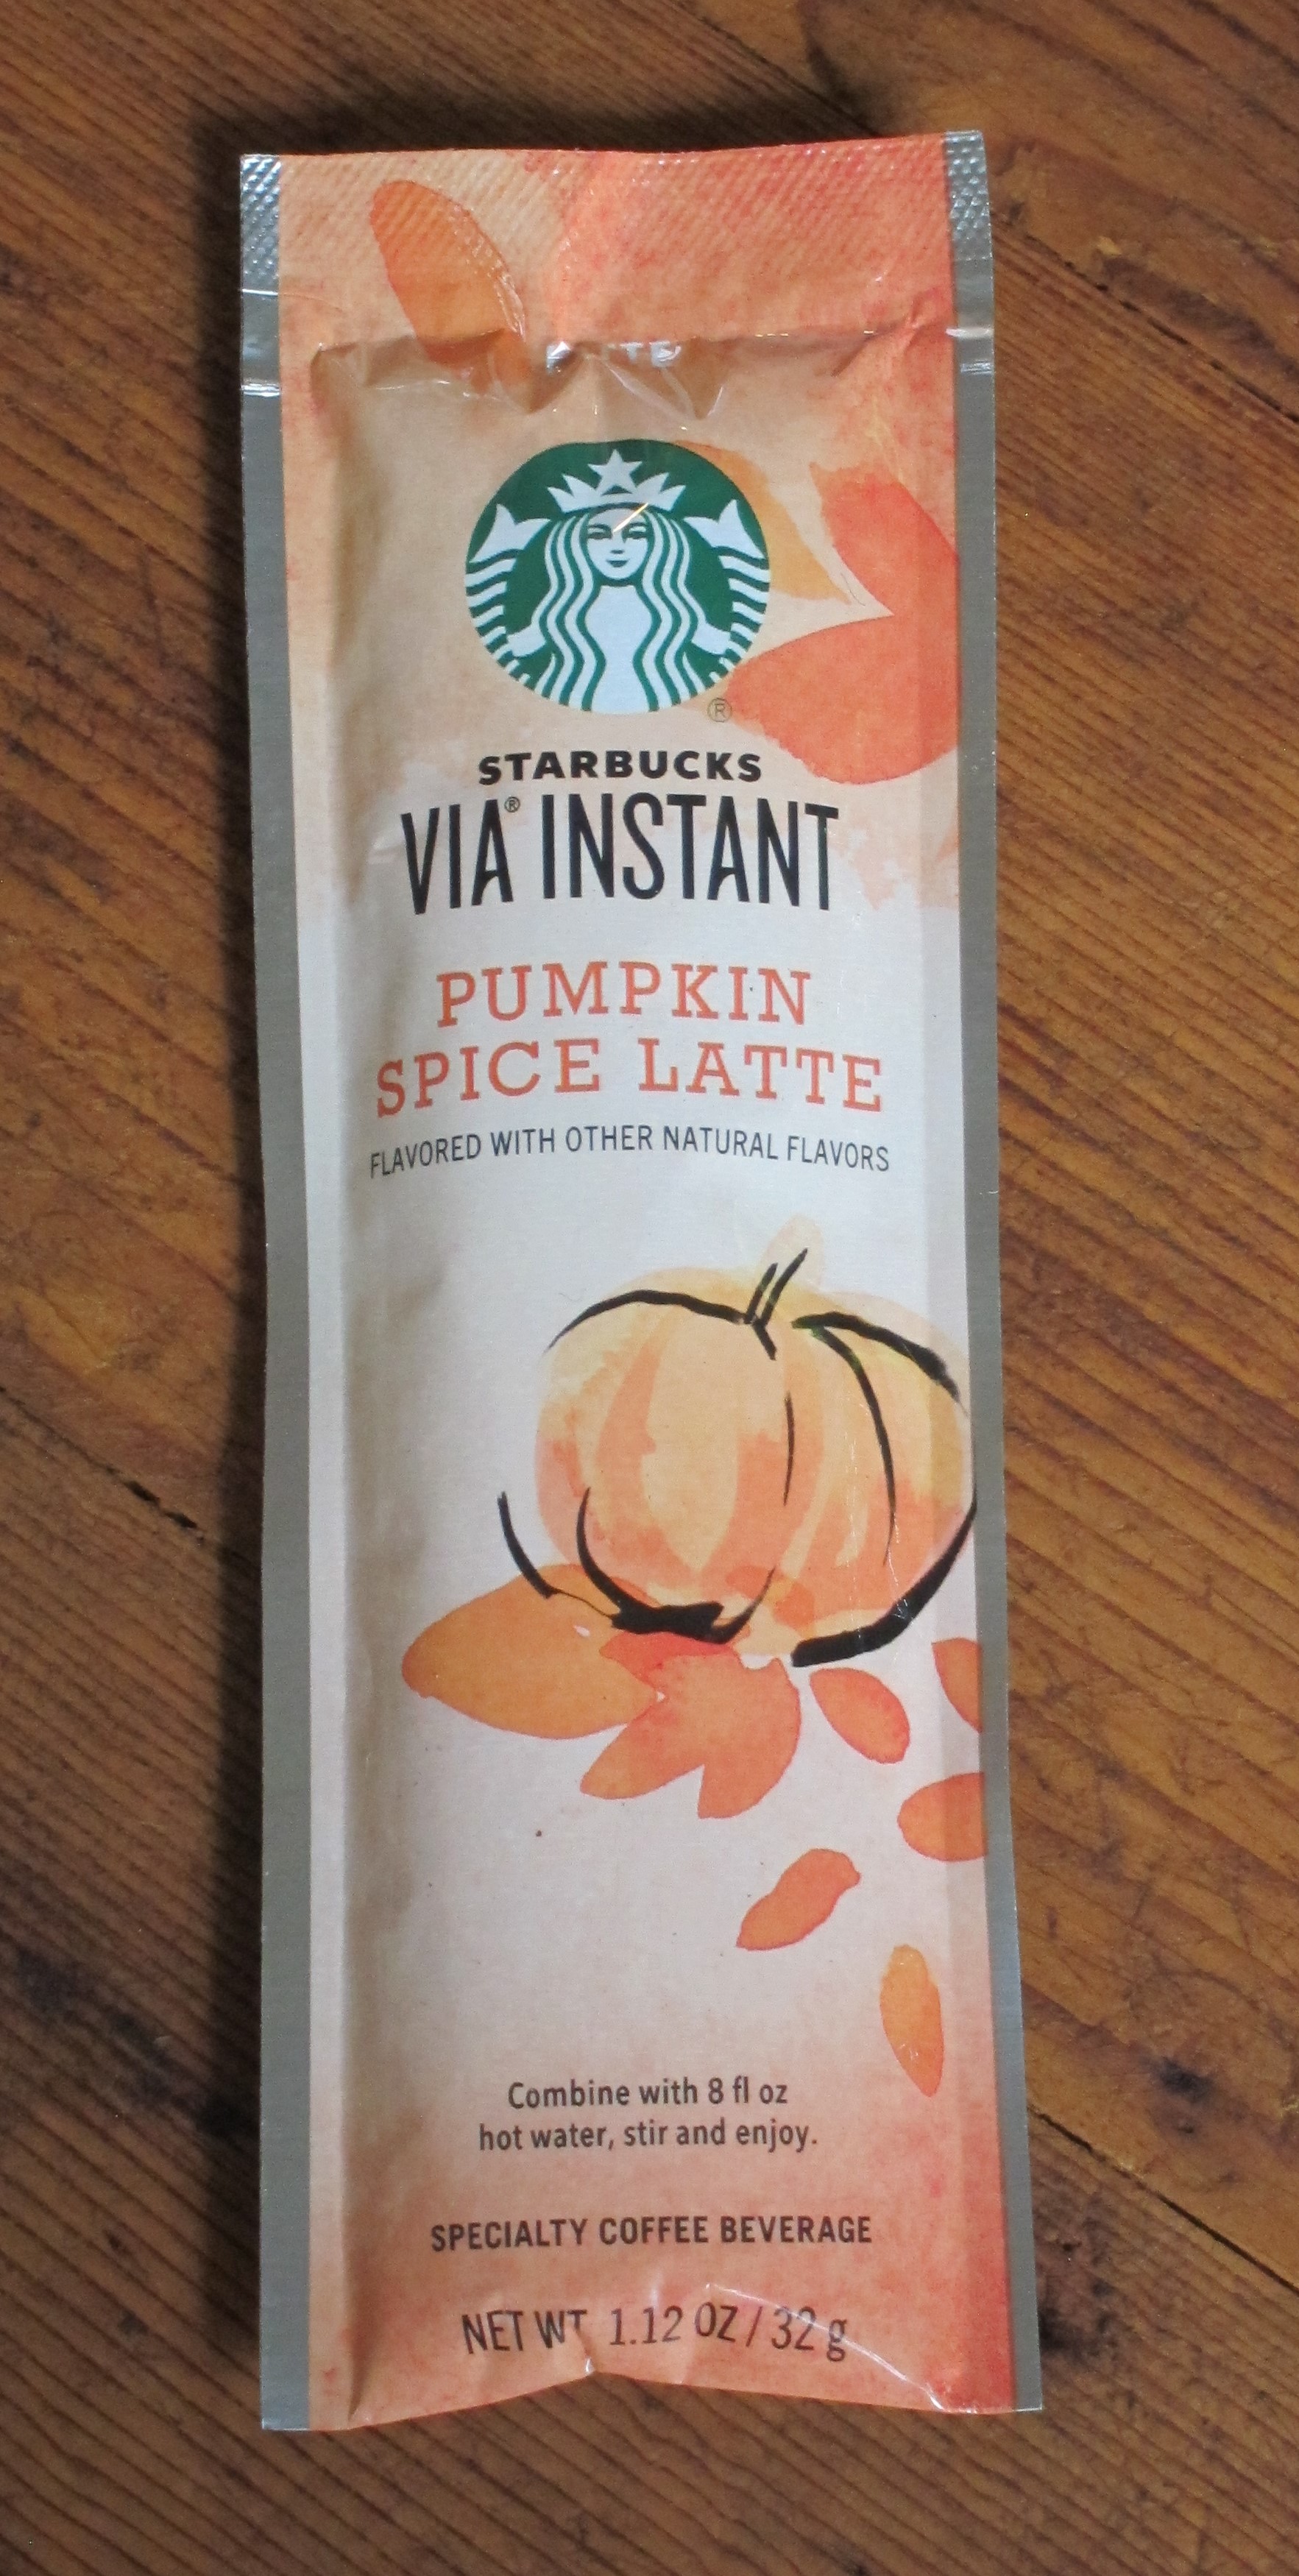 ®
STARBUCKS
VIA® INSTANT
PUMPKIN
SPICE LATTE
FLAVORED WITH OTHER NATURAL FLAVORS
Combine with 8 fl oz
hot water, stir and enjoy.
SPECIALTY COFFEE BEVERAGE
NET WT 1.12 OZ / 32 g